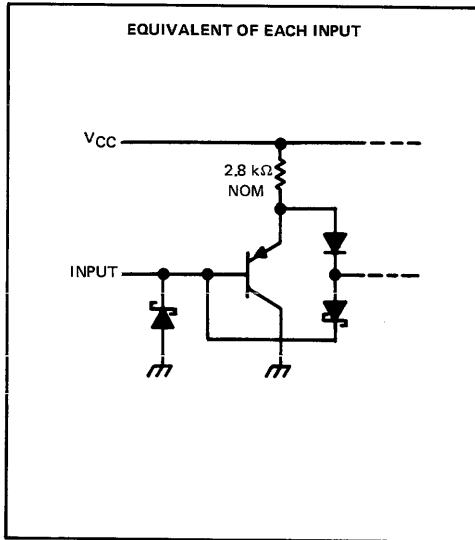 EQUIVALENT OF EACH INPUT
VCC
2.8 kΩ
NOM
INPUT